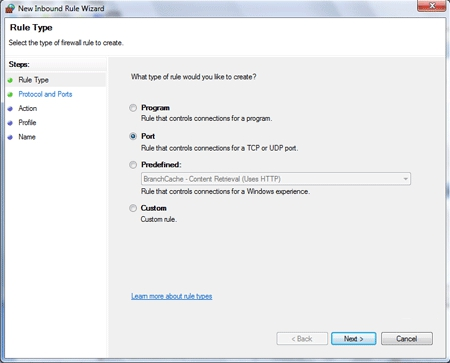 New Inbound Rule Wizard
Rule Type
Select the type of firewall rule to create.
Steps:
Rule Type
Protocol and Ports
Action
Profile
Name
What type of rule would you like to create?
Program
Rule that controls connections for a program.
Port
Rule that controls connections for a TCP or UDP port.
Predefined:
BranchCache - Content Retrieval (Uses HTTP)
Rule that controls connections for a Windows experience.
Custom
Custom rule.
Learn more about rule types
< Back
Next >
Cancel